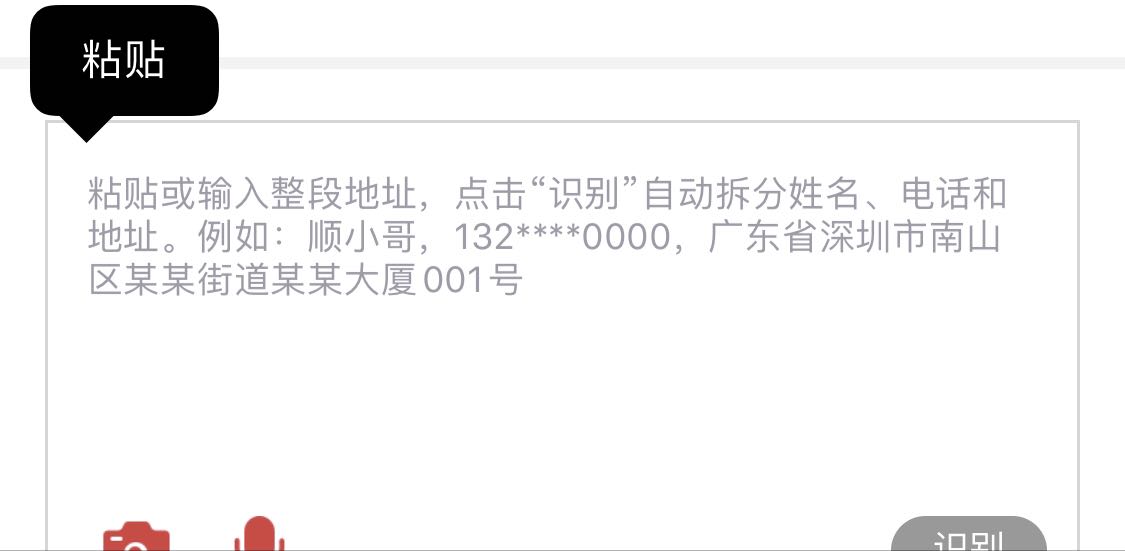 粘贴
粘贴或输入整段地址，点击“识别”自动拆分姓名、电话和
地址。例如：顺小哥，132****0000，广东省深圳市南山
区某某街道某某大厦001号
识别